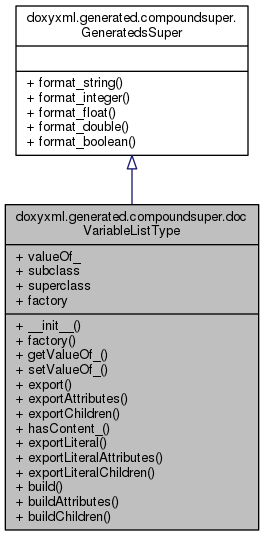 doxyxml.generated.compoundsuper.
GeneratedsSuper
+ format_string()
+ format_integer()
+ format_float()
+ format_double()
+ format_boolean()
doxyxml.generated.compoundsuper.doc
VariableListType
+ valueOf_
+ subclass
+ superclass
+ factory
+ __init__()
+ factory()
+ getValueOf_()
+ setValueOf_()
+ export()
+ exportAttributes()
+ exportChildren()
+ hasContent_()
+ exportLiteral()
+ exportLiteralAttributes()
+ exportLiteralChildren()
+ build()
+ buildAttributes()
+ buildChildren()